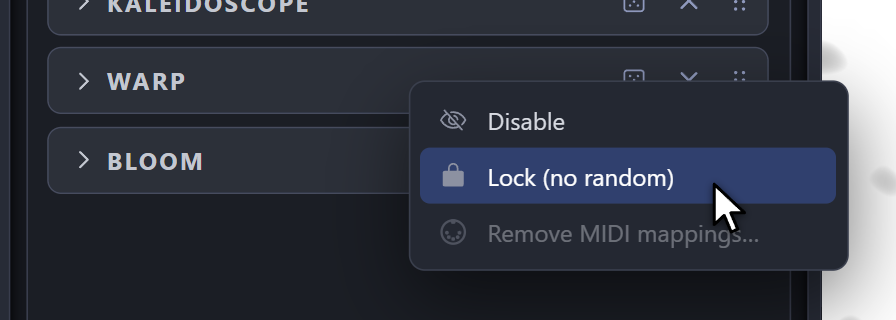 KALEIDOSCOPE
WARP
Disable
BLOOM
Lock (no random)
Remove MIDI mappings...